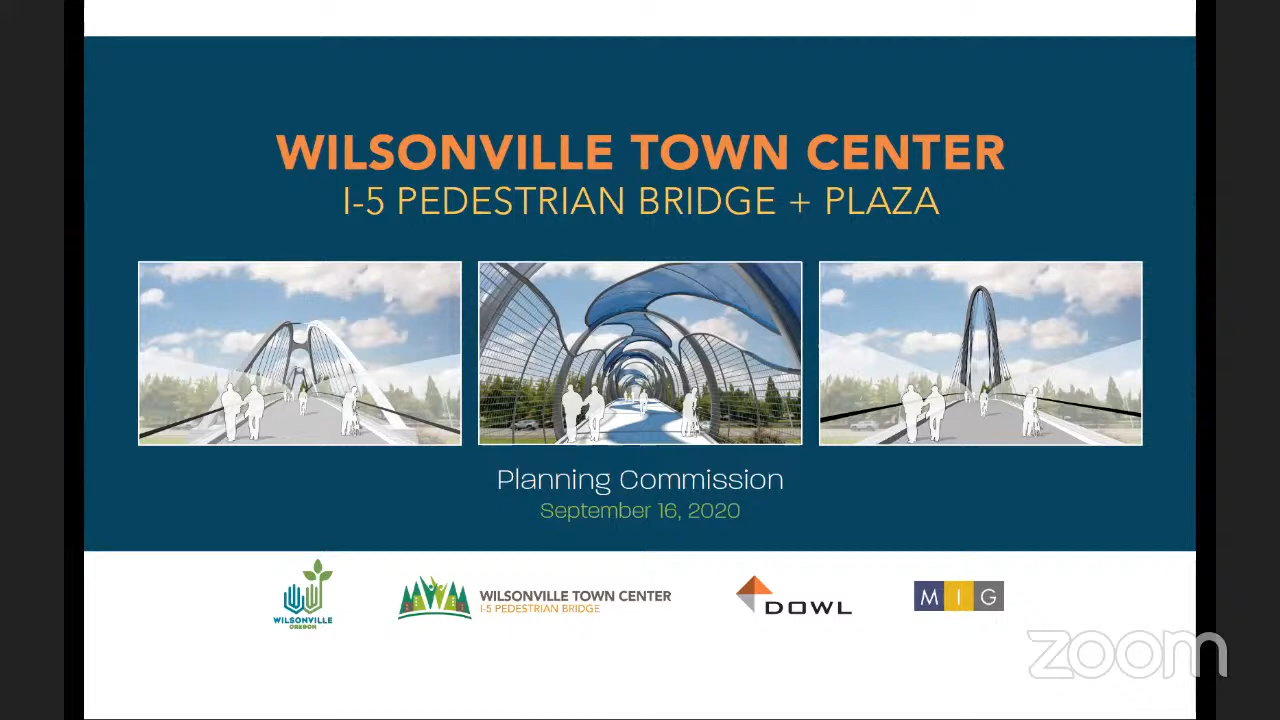 WILSONVILLE TOWN CENTER
I-5 PEDESTRIAN BRIDGE + PLAZA
Planning Commission
September 16, 2020
WILSONVILLE
OREGON
WILSONVILLE TOWN CENTER
I-5 PEDESTRIAN BRIDGE
DOWL
MIG
zoom